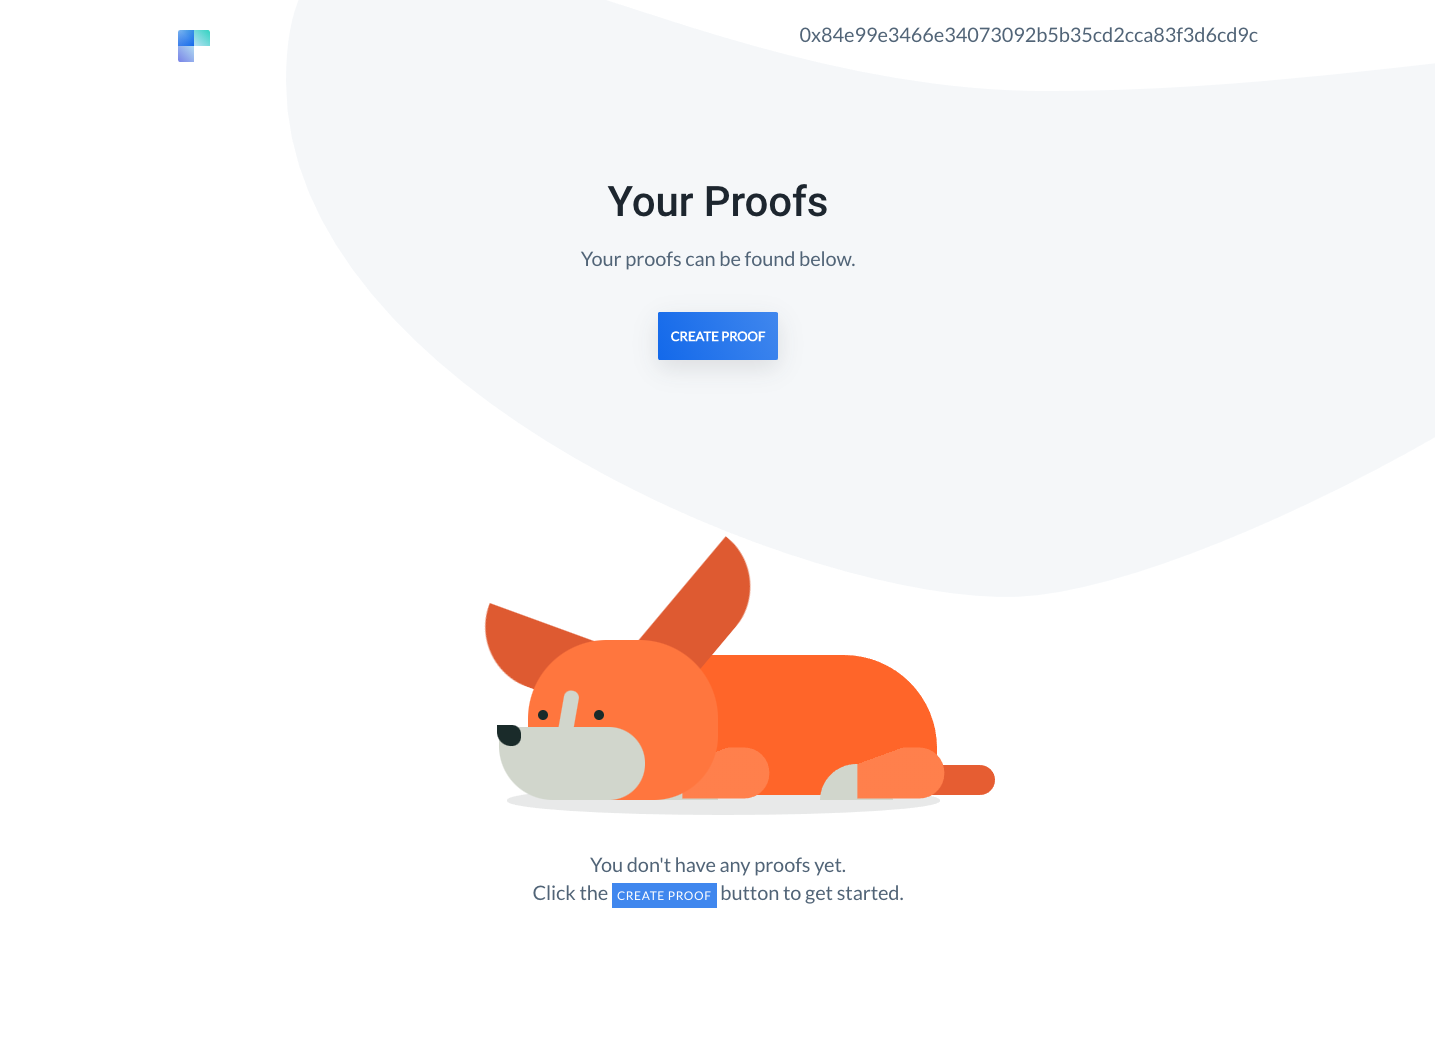 0x84e99e3466e34073092b5b35cd2cca83f3d6cd9c
Your Proofs
Your proofs can be found below.
CREATE PROOF
You don't have any proofs yet.
Click the CREATE PROOF button to get started.